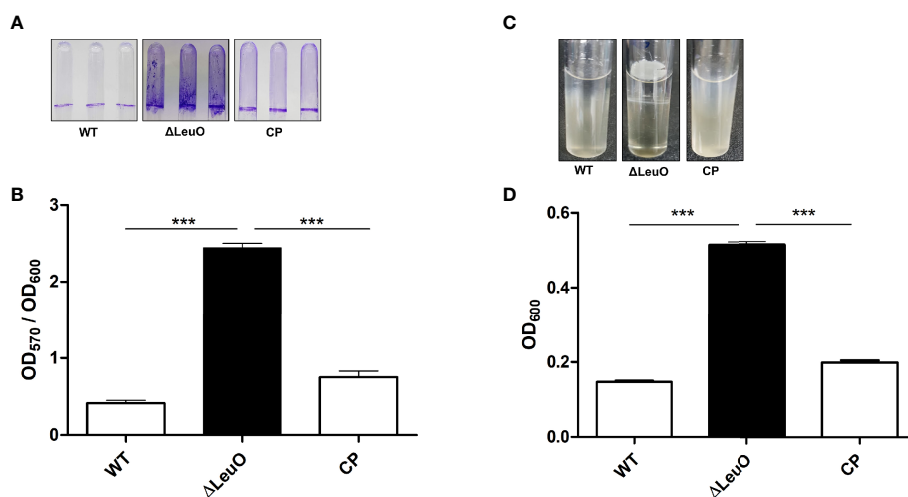 A
WT
ΔLeuO
CP
B
OD570 / OD600
3
2
1
0
***
***
WT
ΔLeuO
CP
C
WT
ΔLeuO
CP
D
OD600
0.6
0.4
0.2
0.0
***
***
WT
ΔLeuO
CP